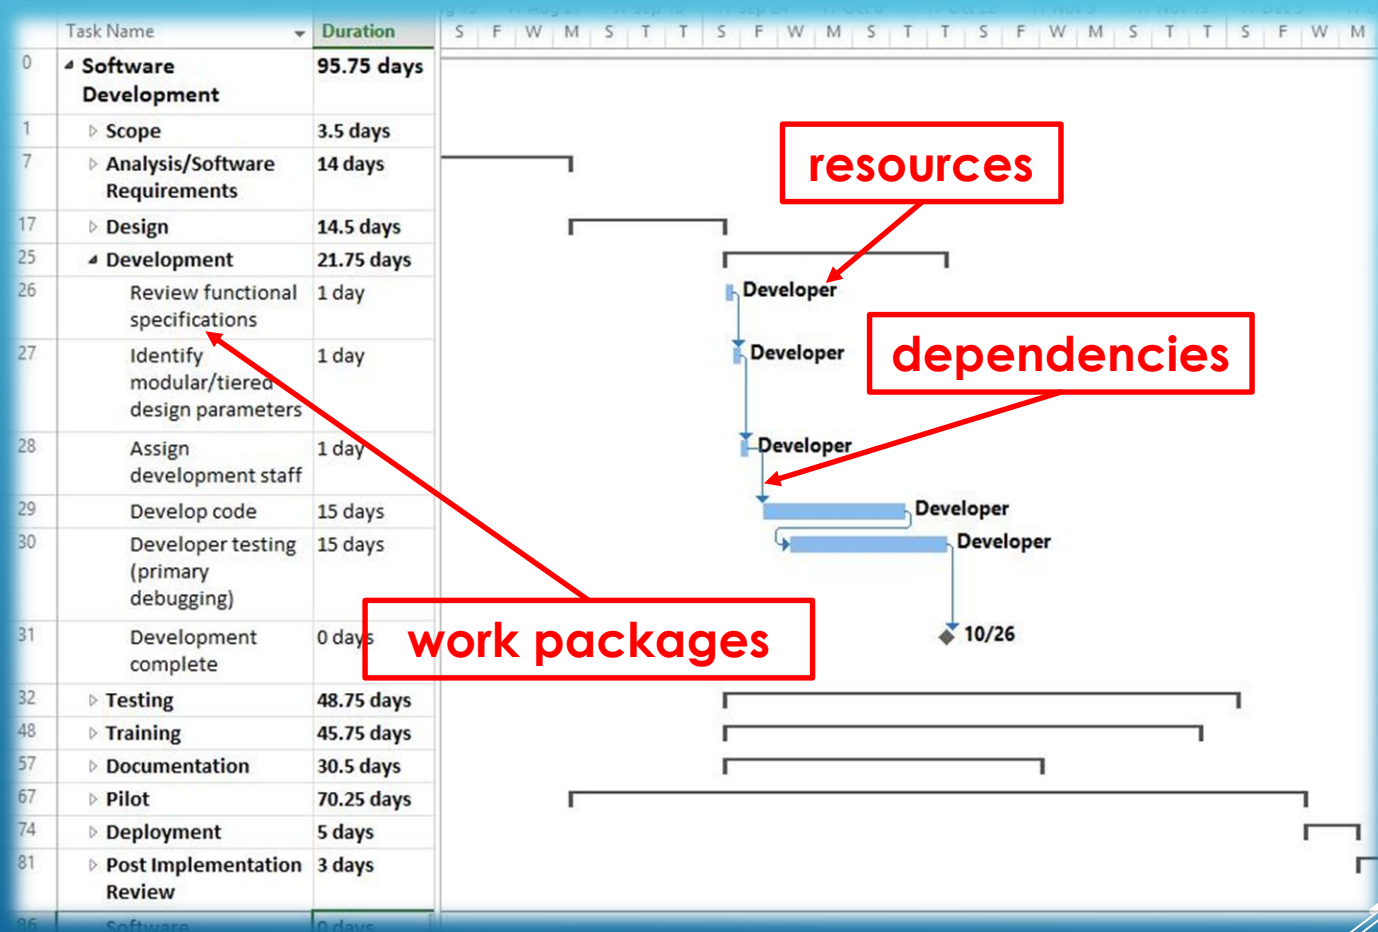 Task Name Duration S F W M S T T S F W M S T T S F W M S T T S F W M
0 Software 95.75 days
Development
1 Scope 3.5 days
resources
7 Analysis/Software 14 days
Requirements
17 Design 14.5 days
25 Development 21.75 days
26 Review functional 1 day Developer
specifications
27 Identify 1 day Developer
dependencies
modular/tiered
design parameters
28 Assign 1 day Developer
development staff
29 Develop code 15 days Developer
30 Developer testing 15 days Developer
(primary
debugging)
31 Development 0 days 10/26
work packages
complete
32 Testing 48.75 days
48 Training 45.75 days
57 Documentation 30.5 days
67 Pilot 70.25 days
74 Deployment 5 days
81 Post Implementation 3 days
Review
86 Software 0 days